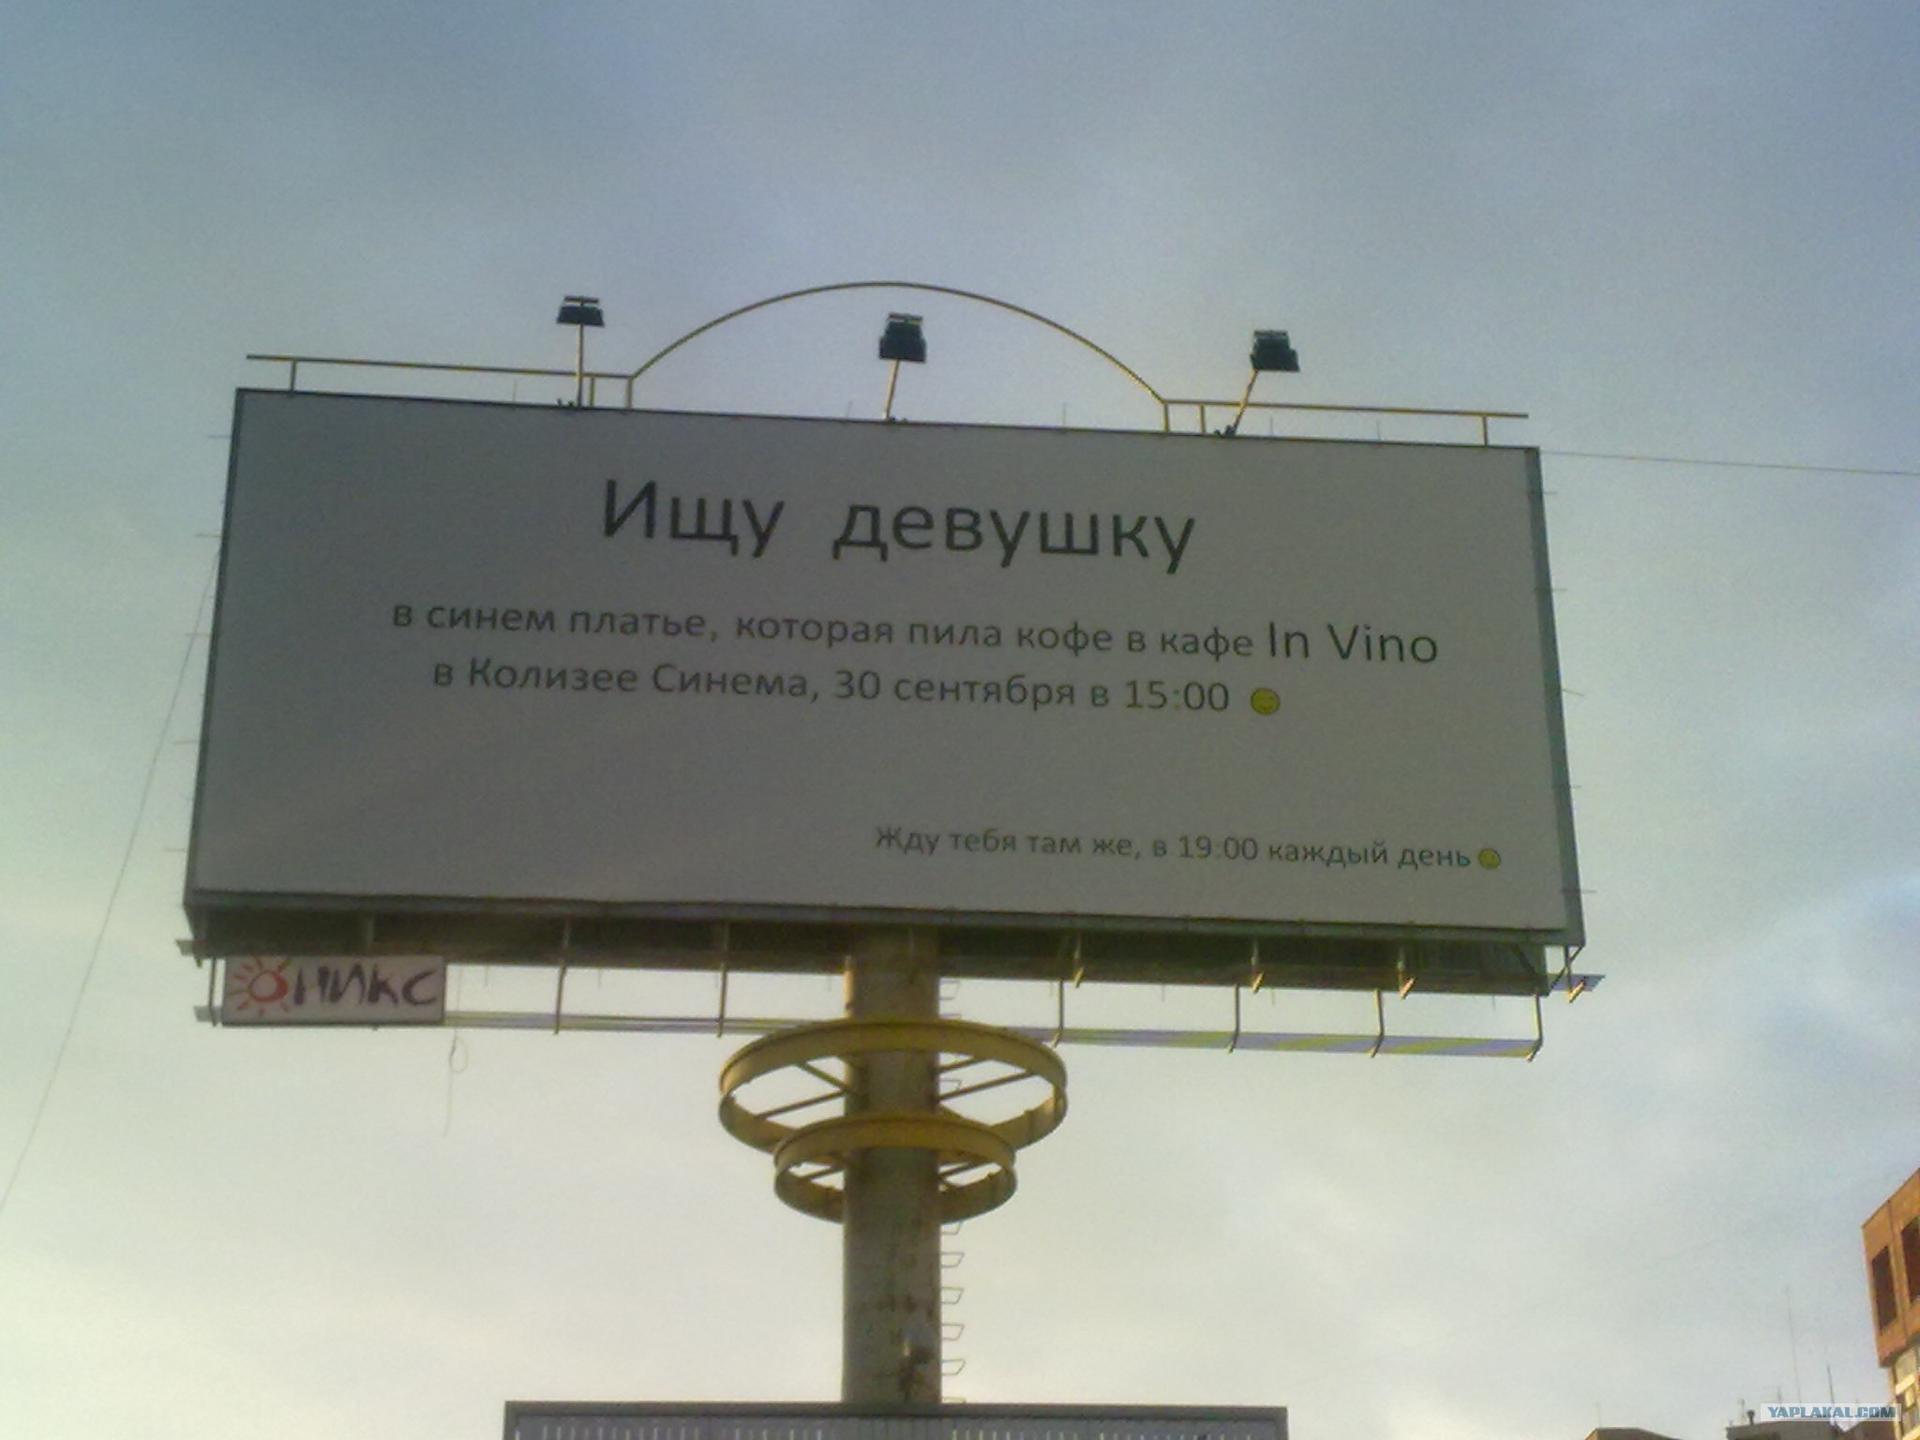 Ищу девушку
в синем платье, которая пила кофе в кафе In Vino
в Колизее Синема, 30 сентября в 15:00
Жду тебя там же, в 19:00 каждый день
ОНИКС
YAPLAKAL.COM